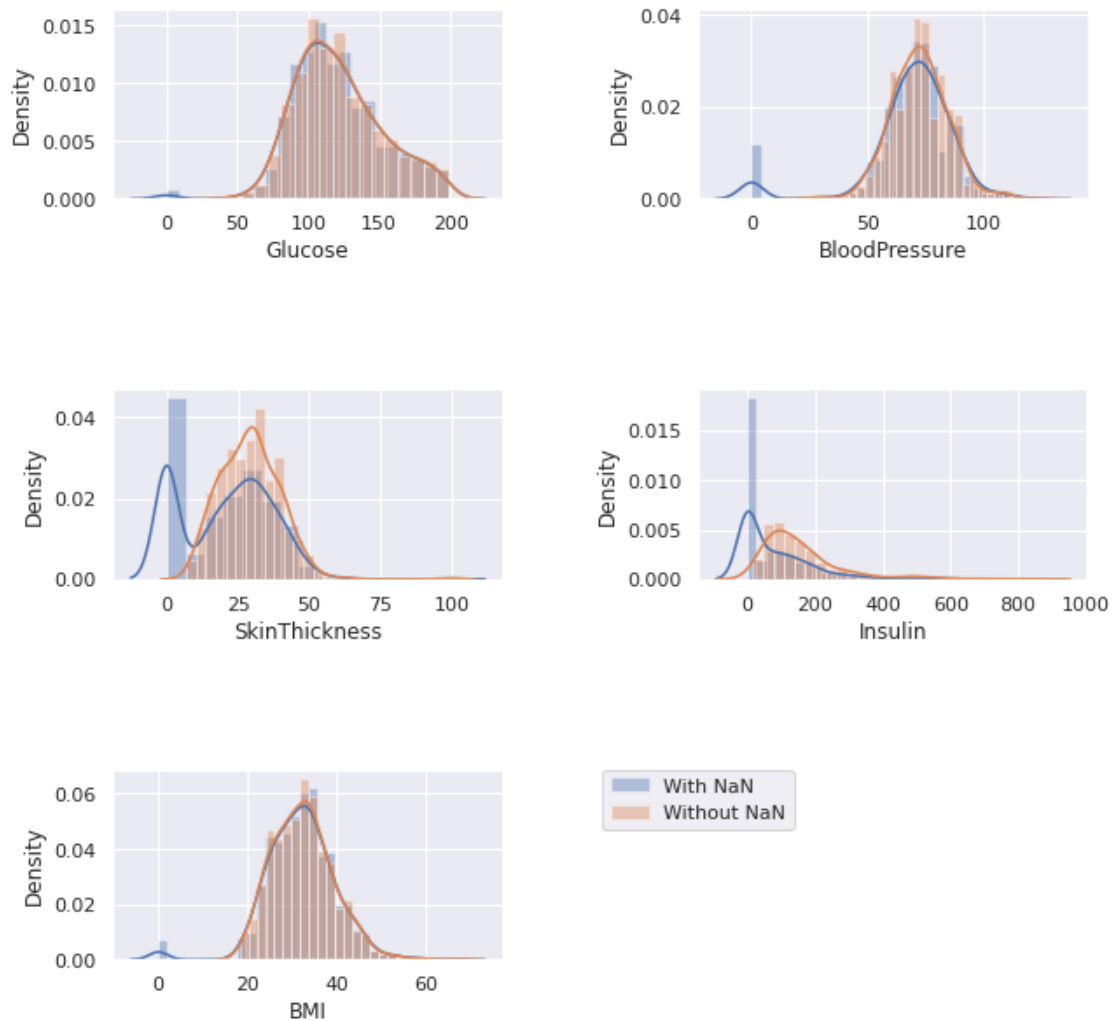 0.015
0.010
0.005
0.000
Density
0 50 100 150 200
Glucose
0.04
0.02
0.00
Density
0 50 100
BloodPressure
0.04
0.02
0.00
Density
0 25 50 75 100
SkinThickness
0.015
0.010
0.005
0.000
Density
0 200 400 600 800 1000
Insulin
0.06
0.04
0.02
0.00
Density
0 20 40 60
BMI
With NaN
Without NaN